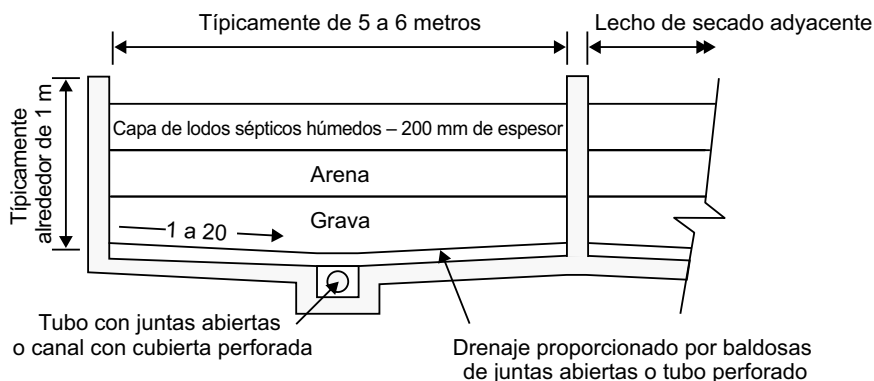 Típicamente de 5 a 6 metros
Lecho de secado adyacente
Típicamente
alrededor de 1 m
Capa de lodos sépticos húmedos – 200 mm de espesor
Arena
Grava
1 a 20
Tubo con juntas abiertas
o canal con cubierta perforada
Drenaje proporcionado por baldosas
de juntas abiertas o tubo perforado